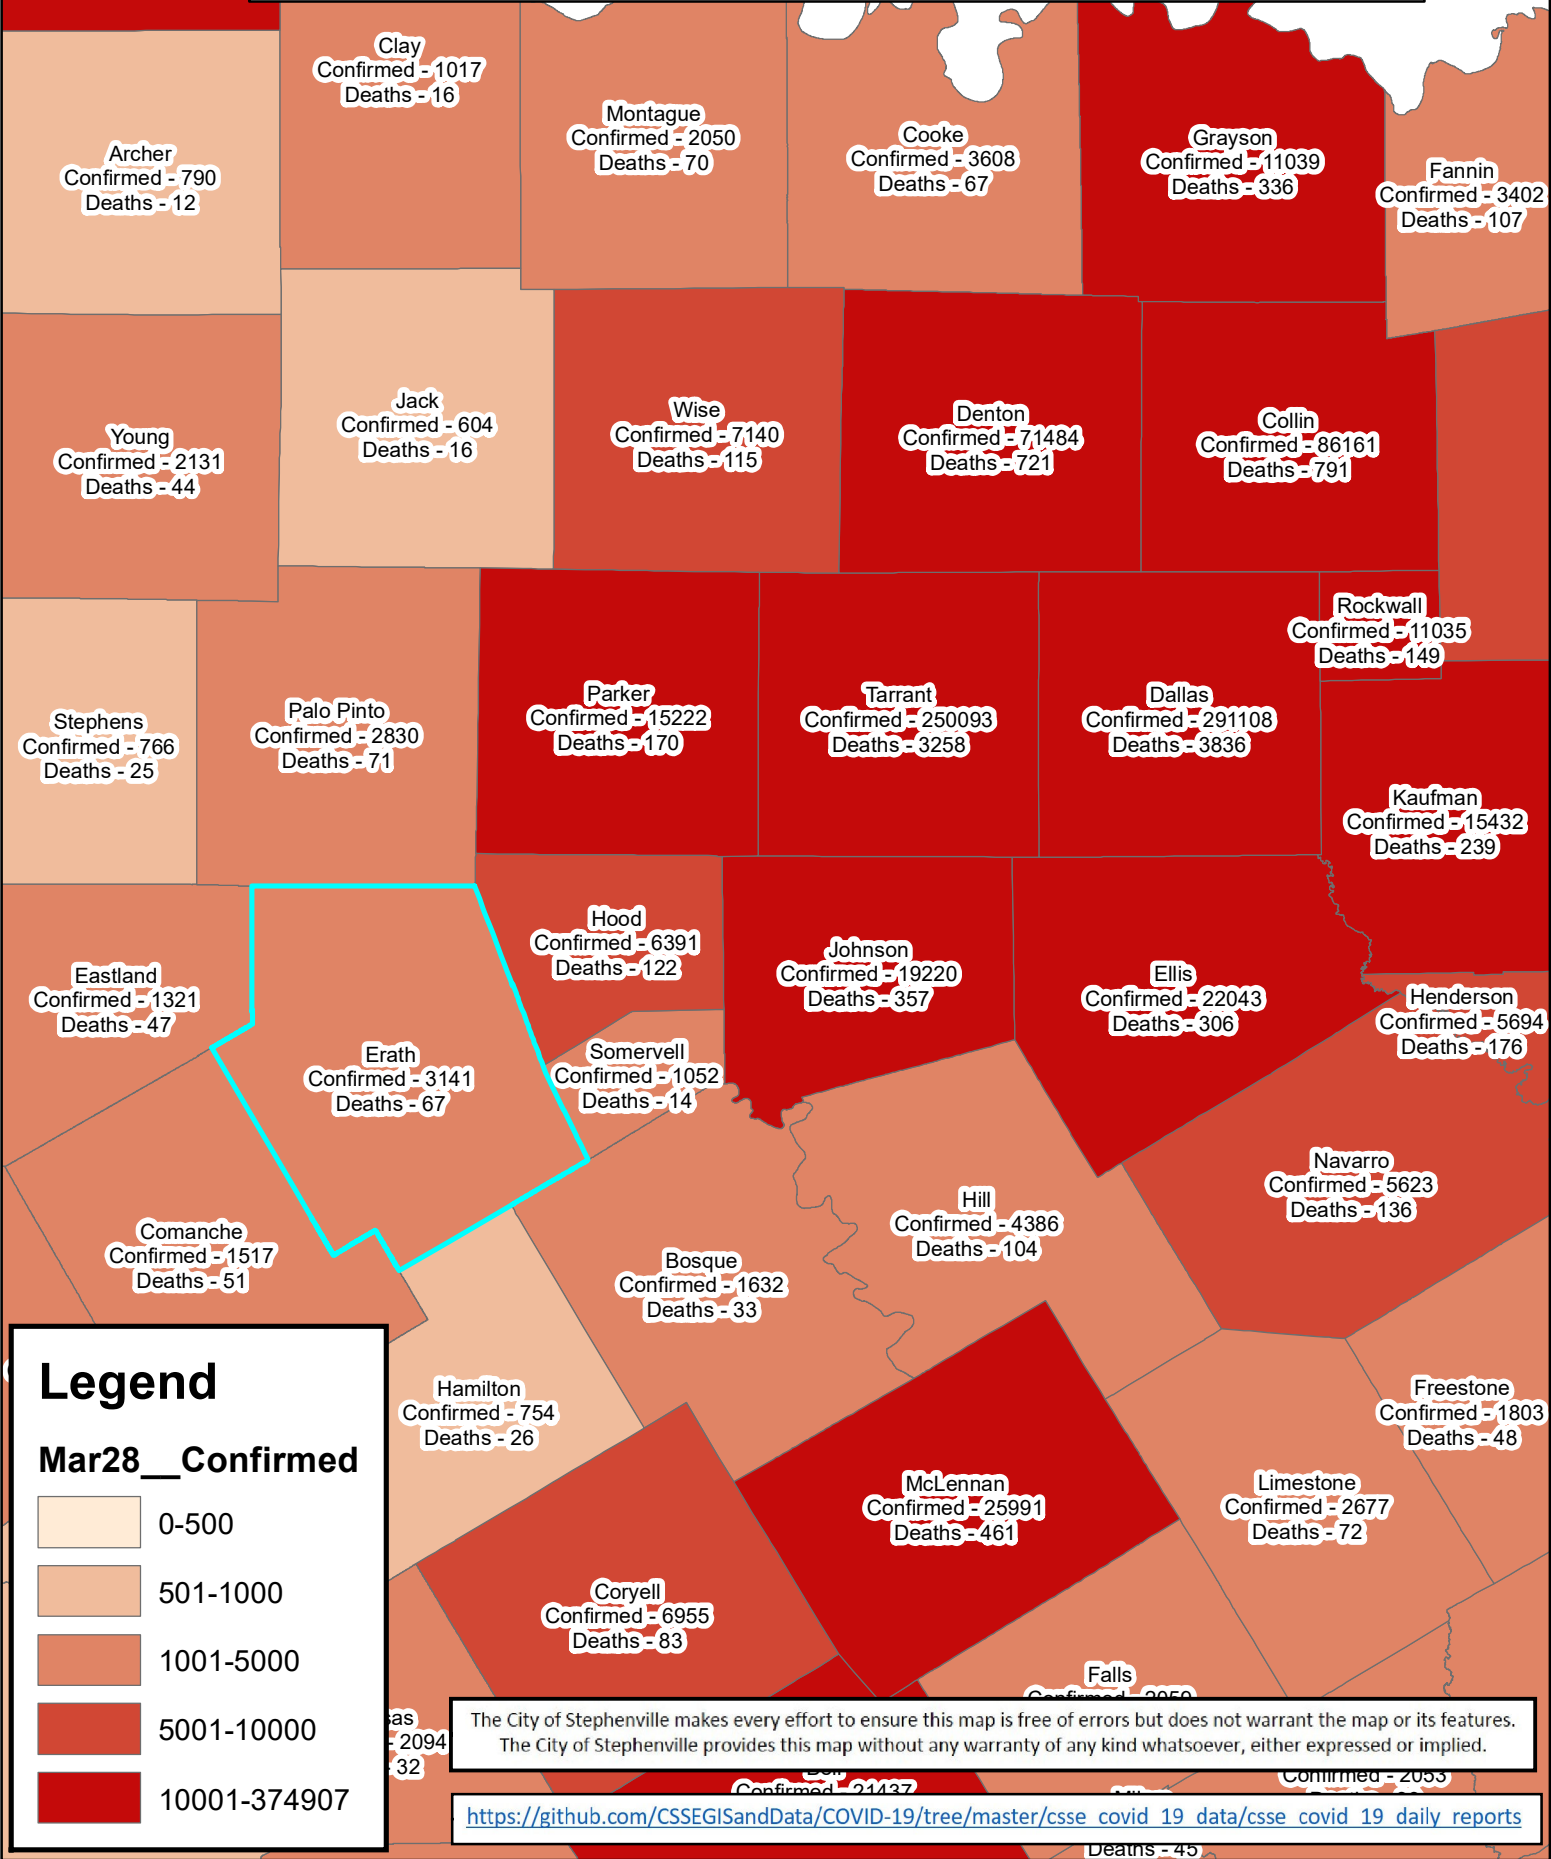 Clay
Confirmed - 1017
Deaths - 16
Montague
Confirmed - 2050
Deaths - 70
Cooke
Confirmed - 3608
Deaths - 67
Grayson
Confirmed - 11039
Deaths - 336
Fannin
Confirmed - 3402
Deaths - 107
Archer
Confirmed - 790
Deaths - 12
Young
Confirmed - 2131
Deaths - 44
Jack
Confirmed - 604
Deaths - 16
Wise
Confirmed - 7140
Deaths - 115
Denton
Confirmed - 71484
Deaths - 721
Collin
Confirmed - 86161
Deaths - 791
Rockwall
Confirmed - 11035
Deaths - 149
Stephens
Confirmed - 766
Deaths - 25
Palo Pinto
Confirmed - 2830
Deaths - 71
Parker
Confirmed - 15222
Deaths - 170
Tarrant
Confirmed - 250093
Deaths - 3258
Dallas
Confirmed - 291108
Deaths - 3836
Kaufman
Confirmed - 15432
Deaths - 239
Eastland
Confirmed - 1321
Deaths - 47
Erath
Confirmed - 3141
Deaths - 67
Hood
Confirmed - 6391
Deaths - 122
Somervell
Confirmed - 1052
Deaths - 14
Johnson
Confirmed - 19220
Deaths - 357
Ellis
Confirmed - 22043
Deaths - 306
Henderson
Confirmed - 5694
Deaths - 176
Navarro
Confirmed - 5623
Deaths - 136
Comanche
Confirmed - 1517
Deaths - 51
Bosque
Confirmed - 1632
Deaths - 33
Hill
Confirmed - 4386
Deaths - 104
Hamilton
Confirmed - 754
Deaths - 26
Freestone
Confirmed - 1803
Deaths - 48
McLennan
Confirmed - 25991
Deaths - 461
Limestone
Confirmed - 2677
Deaths - 72
Coryell
Confirmed - 6955
Deaths - 83
Falls
sas
- 2094
- 32
Confirmed - 21437
Confirmed - 2053
Deaths - 45
Legend
Mar28__Confirmed
0-500
501-1000
1001-5000
5001-10000
10001-374907
The City of Stephenville makes every effort to ensure this map is free of errors but does not warrant the map or its features.
The City of Stephenville provides this map without any warranty of any kind whatsoever, either expressed or implied.
https://github.com/CSSEGISandData/COVID-19/tree/master/csse_covid_19_data/csse_covid_19_daily_reports